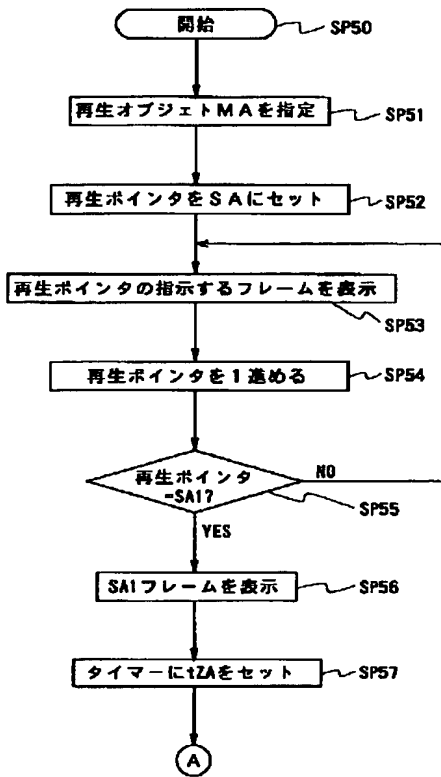 開始
SP50
再生オブジェトMAを指定
SP51
再生ポインタをSAにセット
SP52
再生ポインタの指示するフレームを表示
SP53
再生ポインタを1進める
SP54
再生ポインタ
=SA1?
NO
SP55
YES
SA1フレームを表示
SP56
タイマーにtZAをセット
SP57
A